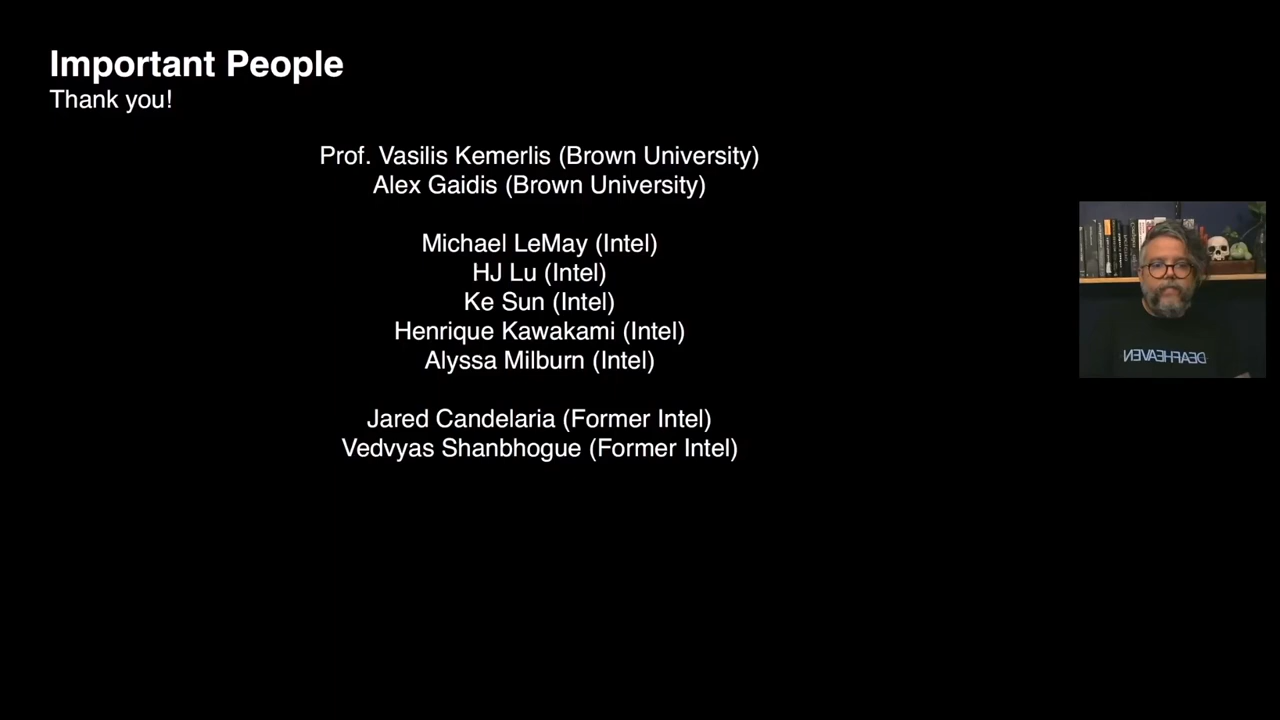 Important People
Thank you!
Prof. Vasilis Kemerlis (Brown University)
Alex Gaidis (Brown University)
Michael LeMay (Intel)
HJ Lu (Intel)
Ke Sun (Intel)
Henrique Kawakami (Intel)
Alyssa Milburn (Intel)
Jared Candelaria (Former Intel)
Vedvyas Shanbhogue (Former Intel)
DEAFHEAVEN